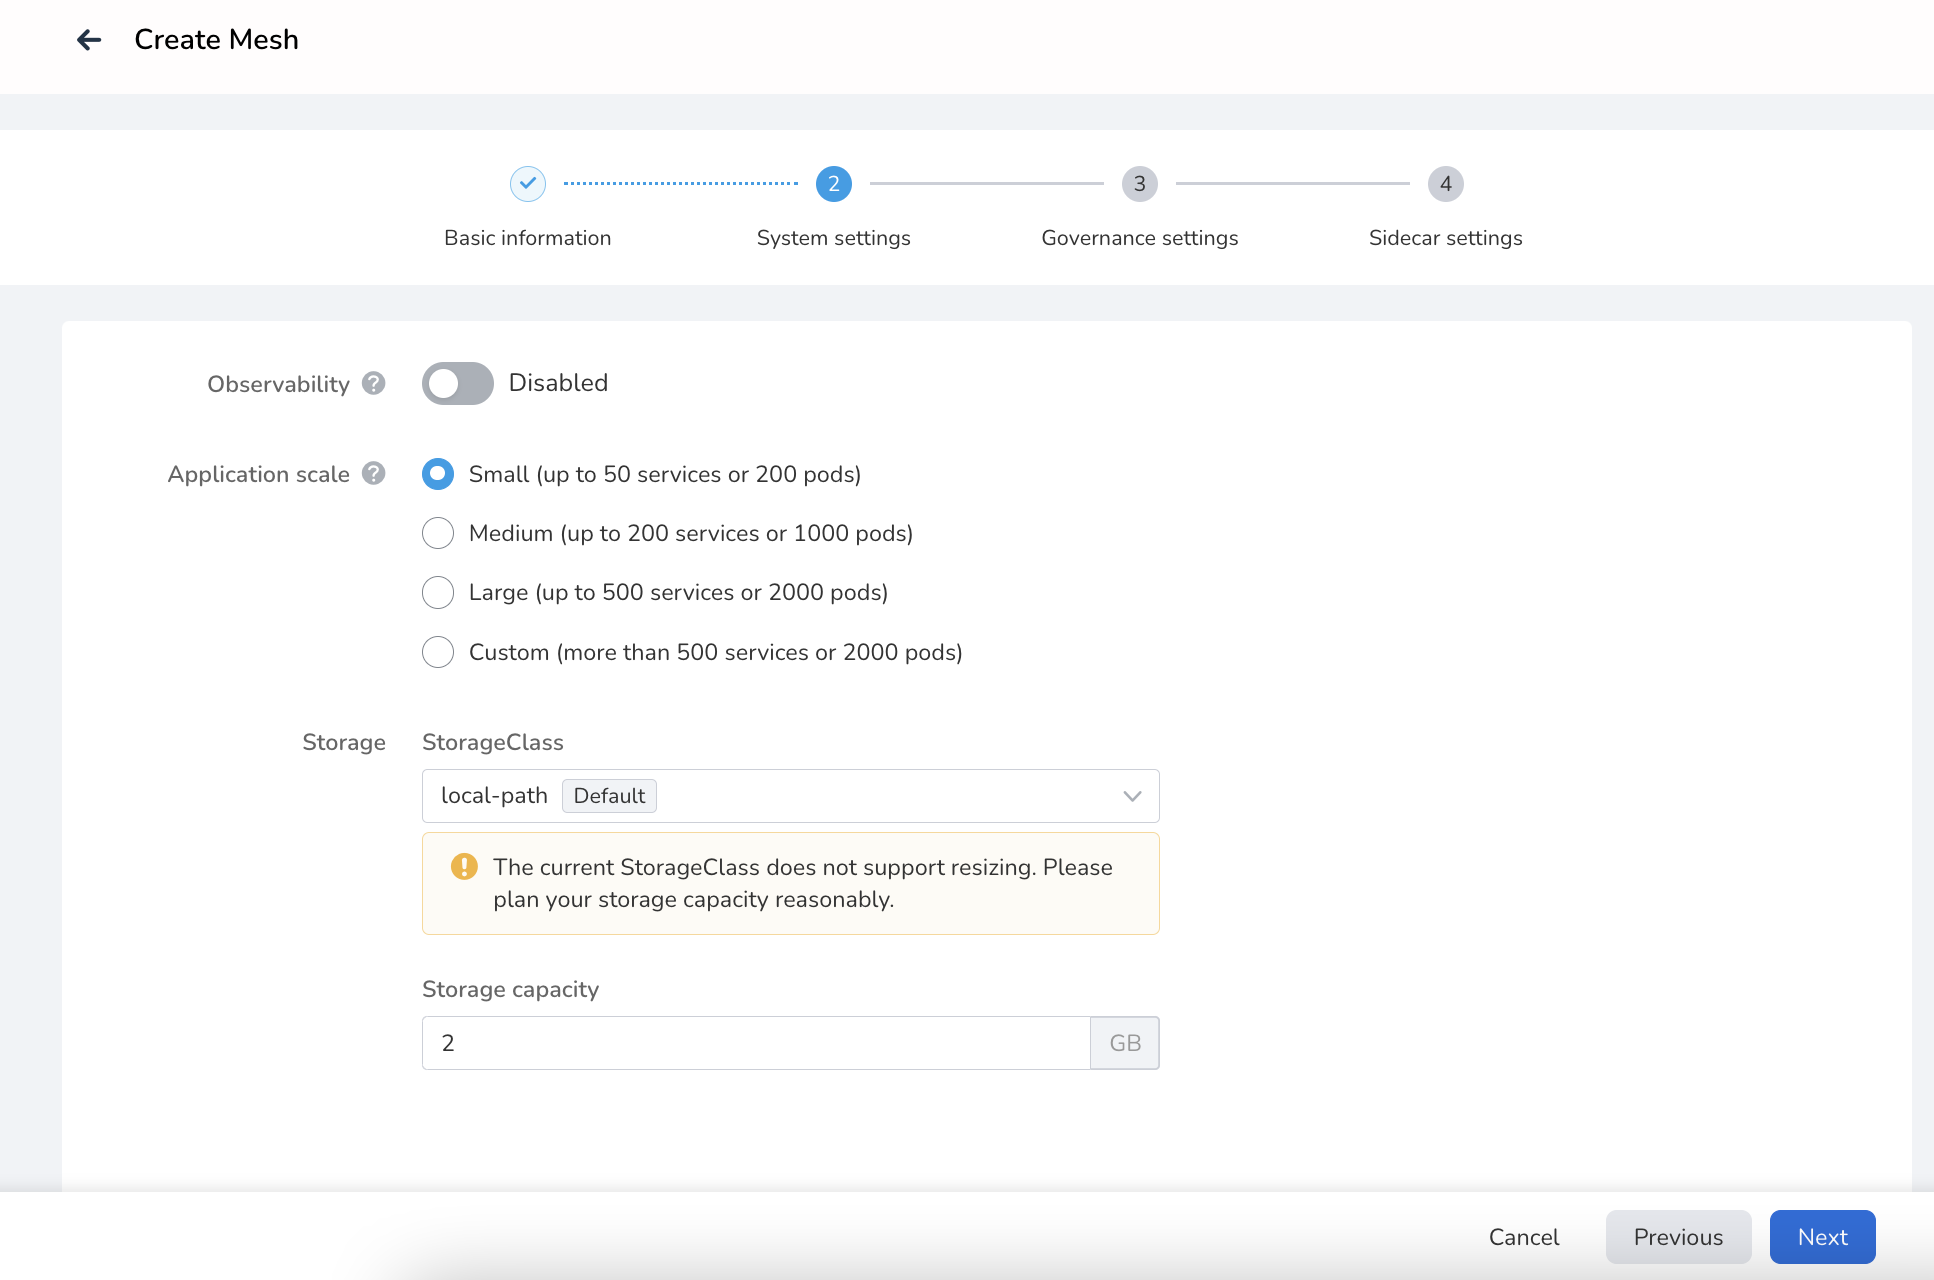 Create Mesh
2
3
4
Basic information
System settings
Governance settings
Sidecar settings
Observability ?
Disabled
Application scale ?
Small (up to 50 services or 200 pods)
Medium (up to 200 services or 1000 pods)
Large (up to 500 services or 2000 pods)
Custom (more than 500 services or 2000 pods)
Storage
StorageClass
local-path Default
The current StorageClass does not support resizing. Please
plan your storage capacity reasonably.
Storage capacity
2 GB
Cancel
Previous
Next